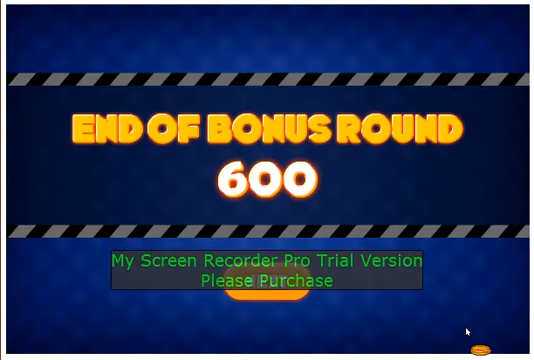 END OF BONUS ROUND
600
My Screen Recorder Pro Trial Version
Please Purchase